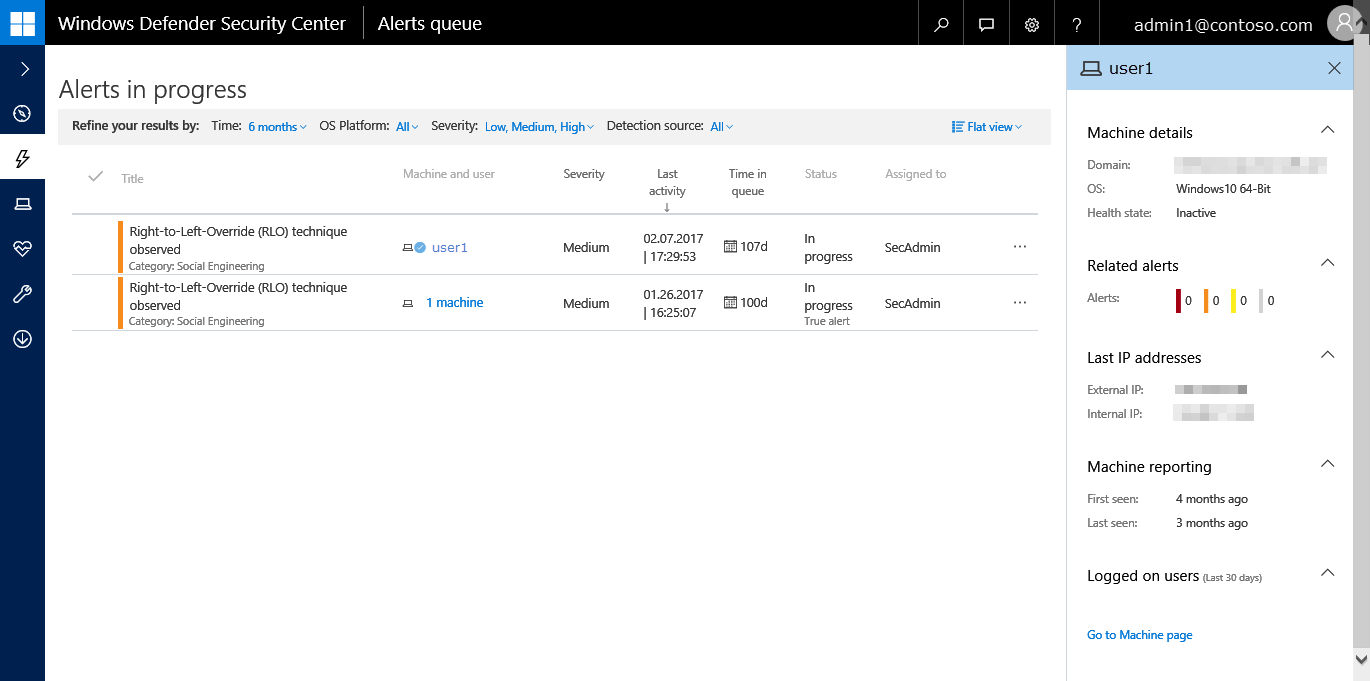 Windows Defender Security Center
Alerts queue
?
admin1@contoso.com
Alerts in progress
Refine your results by: Time: 6 months OS Platform: All Severity: Low, Medium, High Detection source: All Flat view
Title
Machine and user
Severity
Last
activity
Time in
queue
Status
Assigned to
Right-to-Left-Override (RLO) technique
observed
Category: Social Engineering
user1
Medium
02.07.2017
| 17:29:53
107d
In
progress
SecAdmin
...
Right-to-Left-Override (RLO) technique
observed
Category: Social Engineering
1 machine
Medium
01.26.2017
| 16:25:07
100d
In
progress
True alert
SecAdmin
...
user1
Machine details
Domain:
OS: Windows10 64-Bit
Health state: Inactive
Related alerts
Alerts: 0 0 0 0
Last IP addresses
External IP:
Internal IP:
Machine reporting
First seen: 4 months ago
Last seen: 3 months ago
Logged on users (Last 30 days)
Go to Machine page